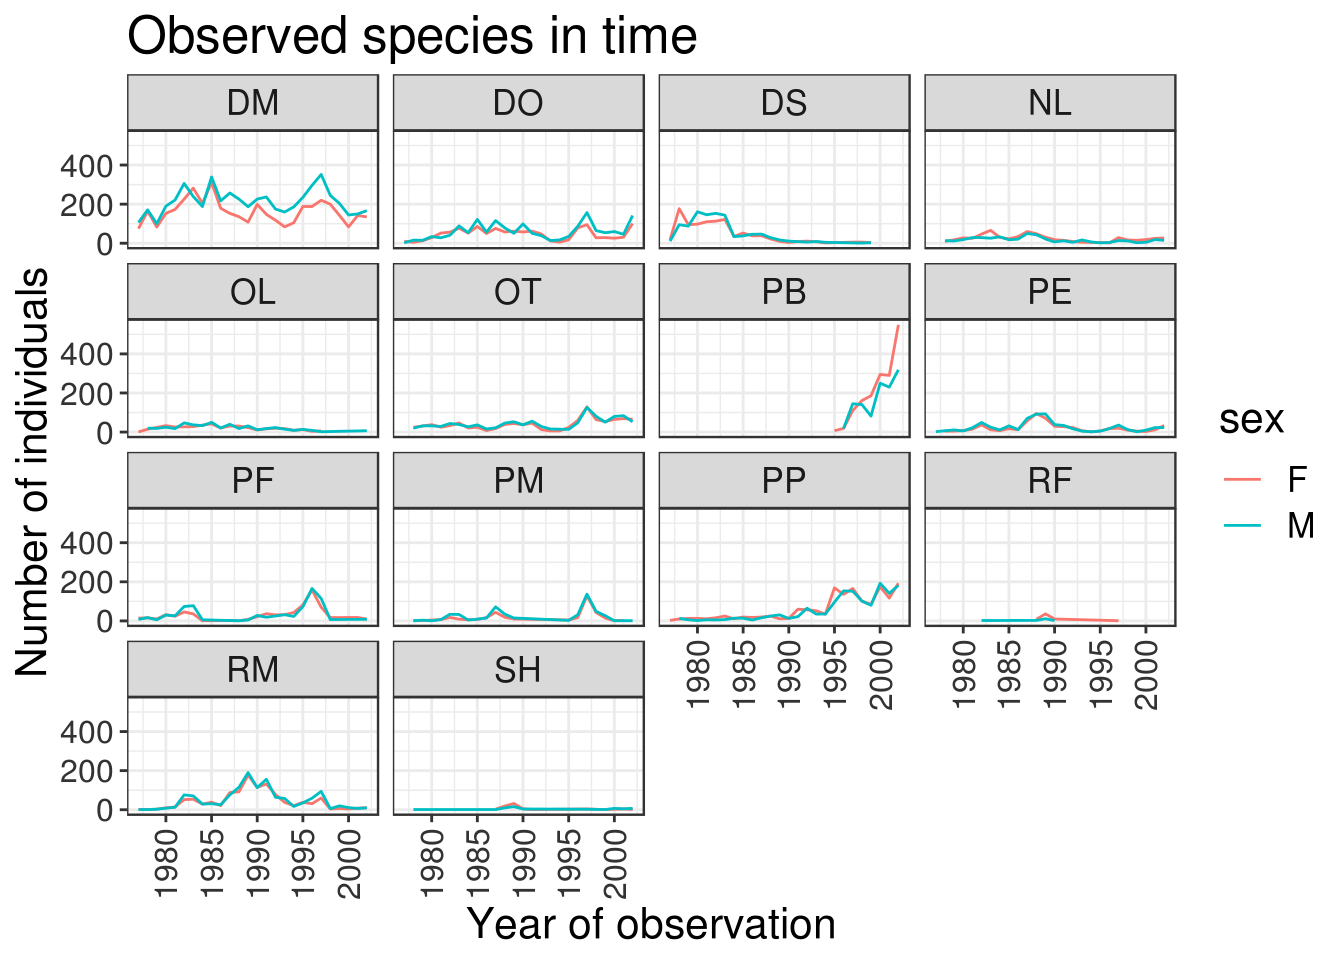 Observed species in time
DM DO DS NL
400
200
0
OL OT PB PE
400
200
0
PF PM PP RF
400
200
0
1980 1985 1990 1995 2000 1980 1985 1990 1995 2000
RM SH
400
200
0
1980 1985 1990 1995 2000 1980 1985 1990 1995 2000
Year of observation
Number of individuals
sex
F
M